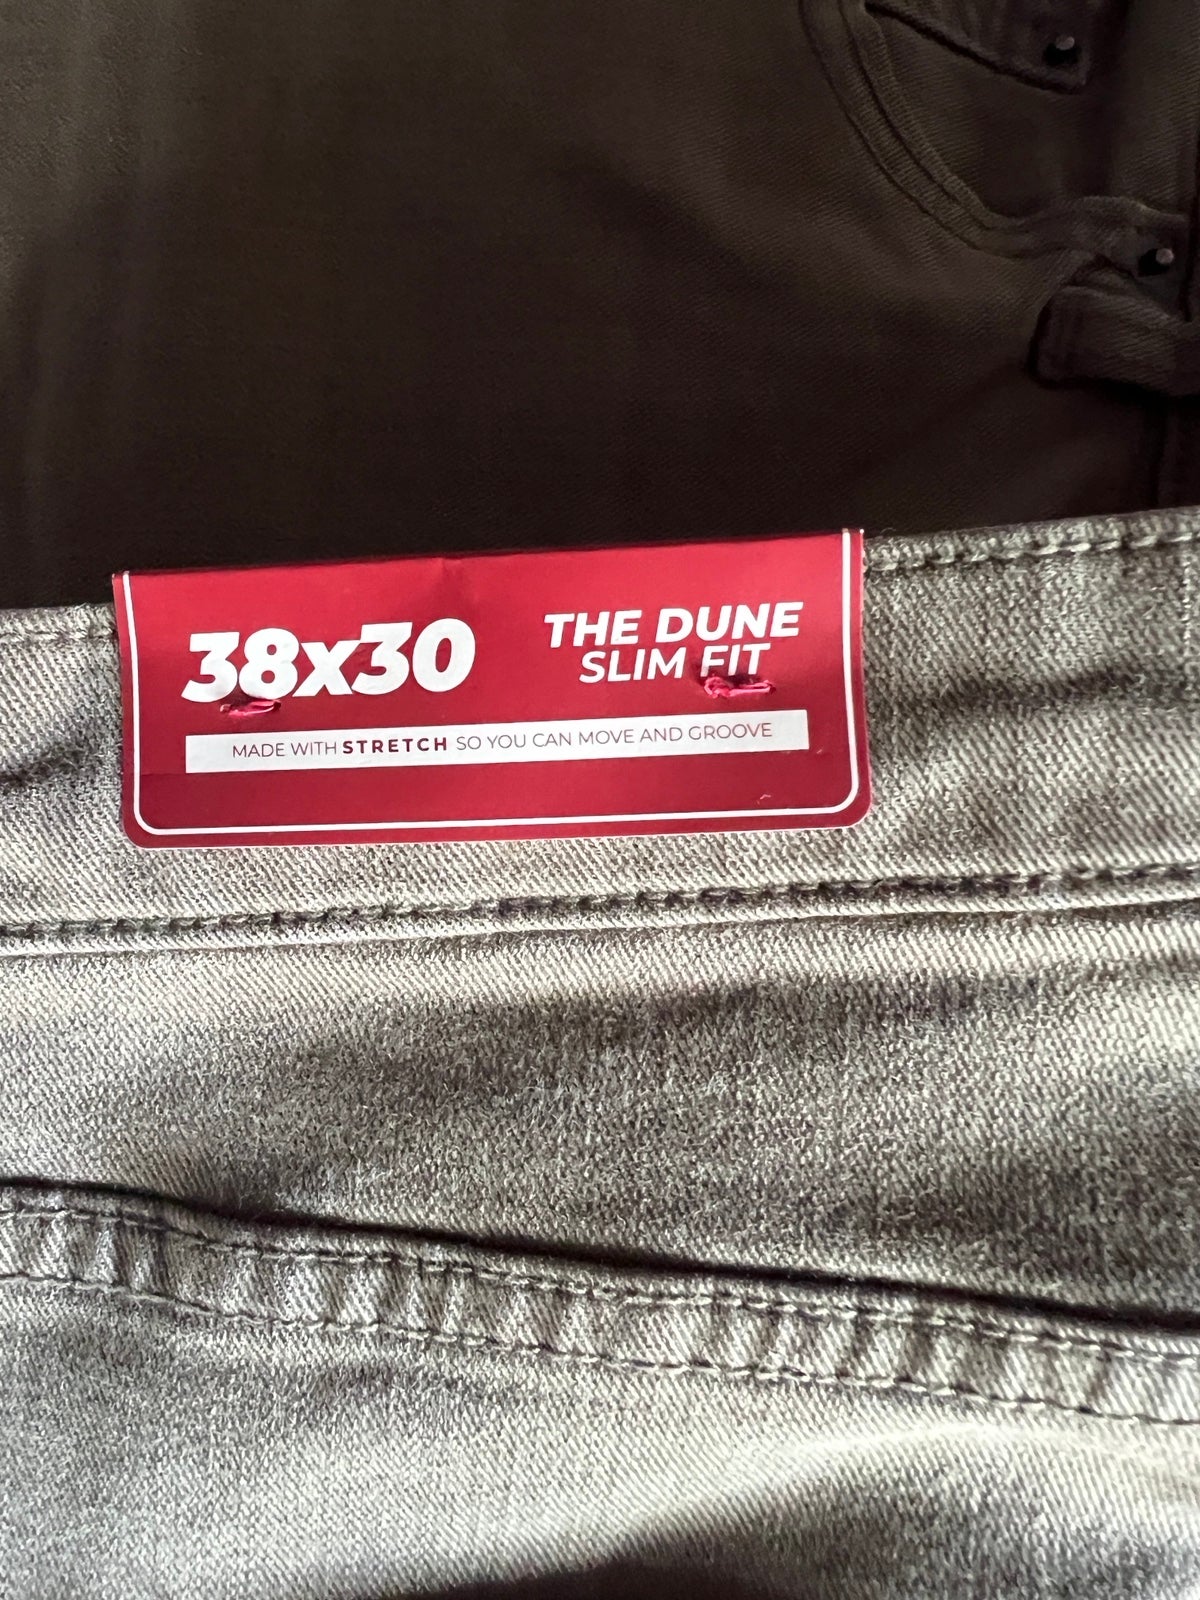 38x30
THE DUNE
SLIM FIT
MADE WITH STRETCH SO YOU CAN MOVE AND GROOVE